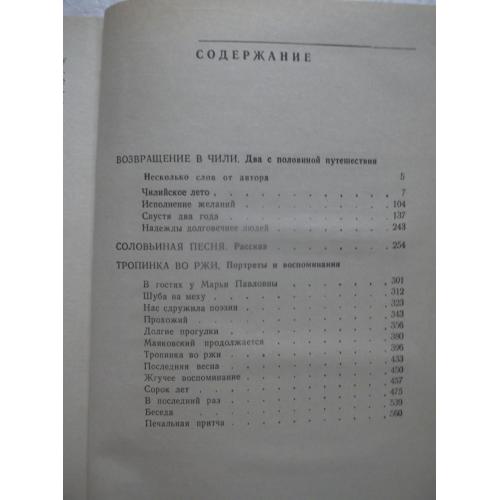 СОДЕРЖАНИЕ
ВОЗВРАЩЕНИЕ В ЧИЛИ. Два с половиной путешествия
Несколько слов от автора 5
Чилийское лето 7
Исполнение желаний 104
Спустя два года 137
Надежды долговечнее людей 243
СОЛОВЬИНАЯ ПЕСНЯ. Рассказ 254
ТРОПИНКА ВО РЖИ. Портреты и воспоминания
В гостях у Марьи Павловны 301
Шуба на меху 312
Нас сдружила поэзия 323
Прохожий 343
Долгие прогулки 356
Маяковский продолжается 380
Тропинка во ржи 396
Последняя весна 433
Жгучее воспоминание 450
Сорок лет 457
В последний раз 475
Беседа 539
Печальная притча 560